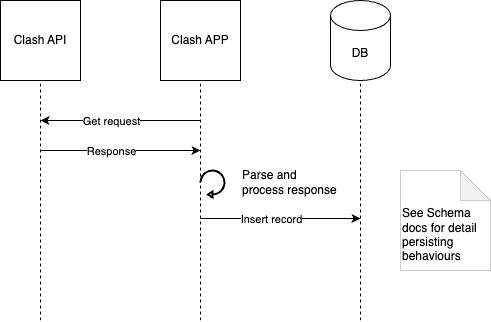 Clash API
Clash APP
DB
Get request
Response
Parse and
process response
Insert record
See Schema
docs for detail
persisting
behaviours